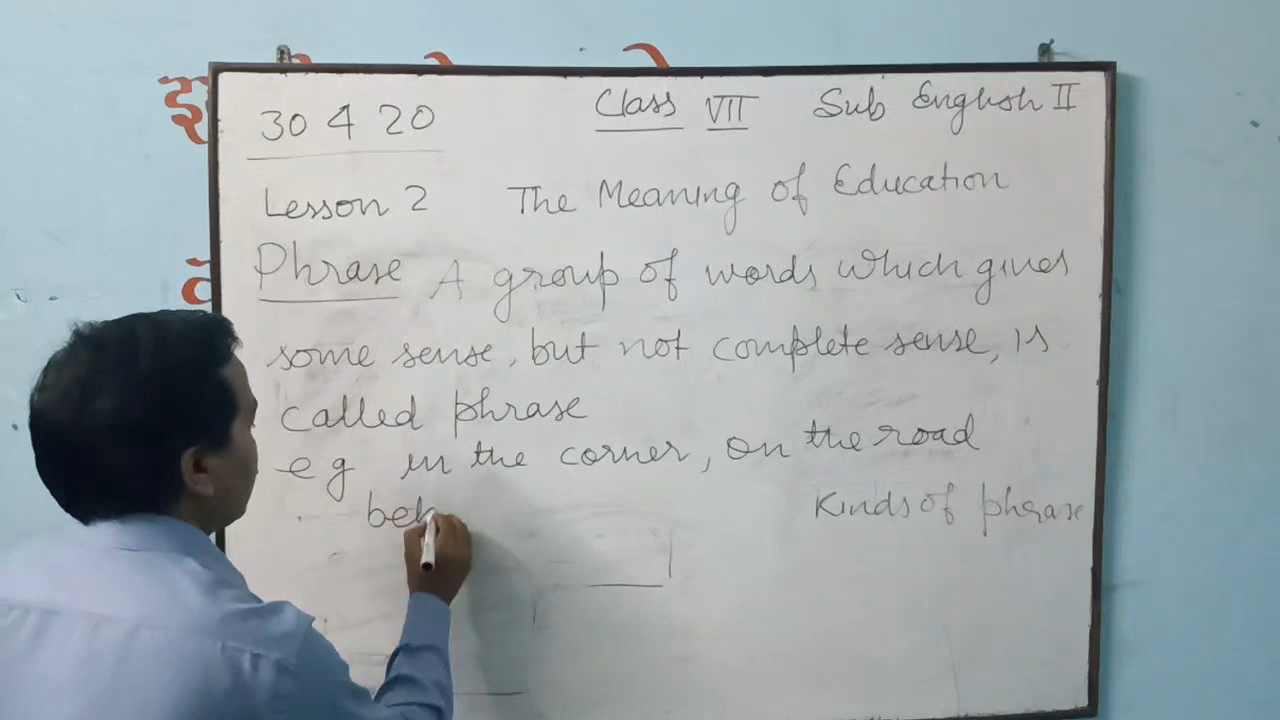 30 4 20 Class VII Sub English II
Lesson 2 The Meaning of Education
Phrase A group of words which gives
some sense, but not complete sense, is
called phrase
eg in the corner, on the road
beh Kinds of phrase